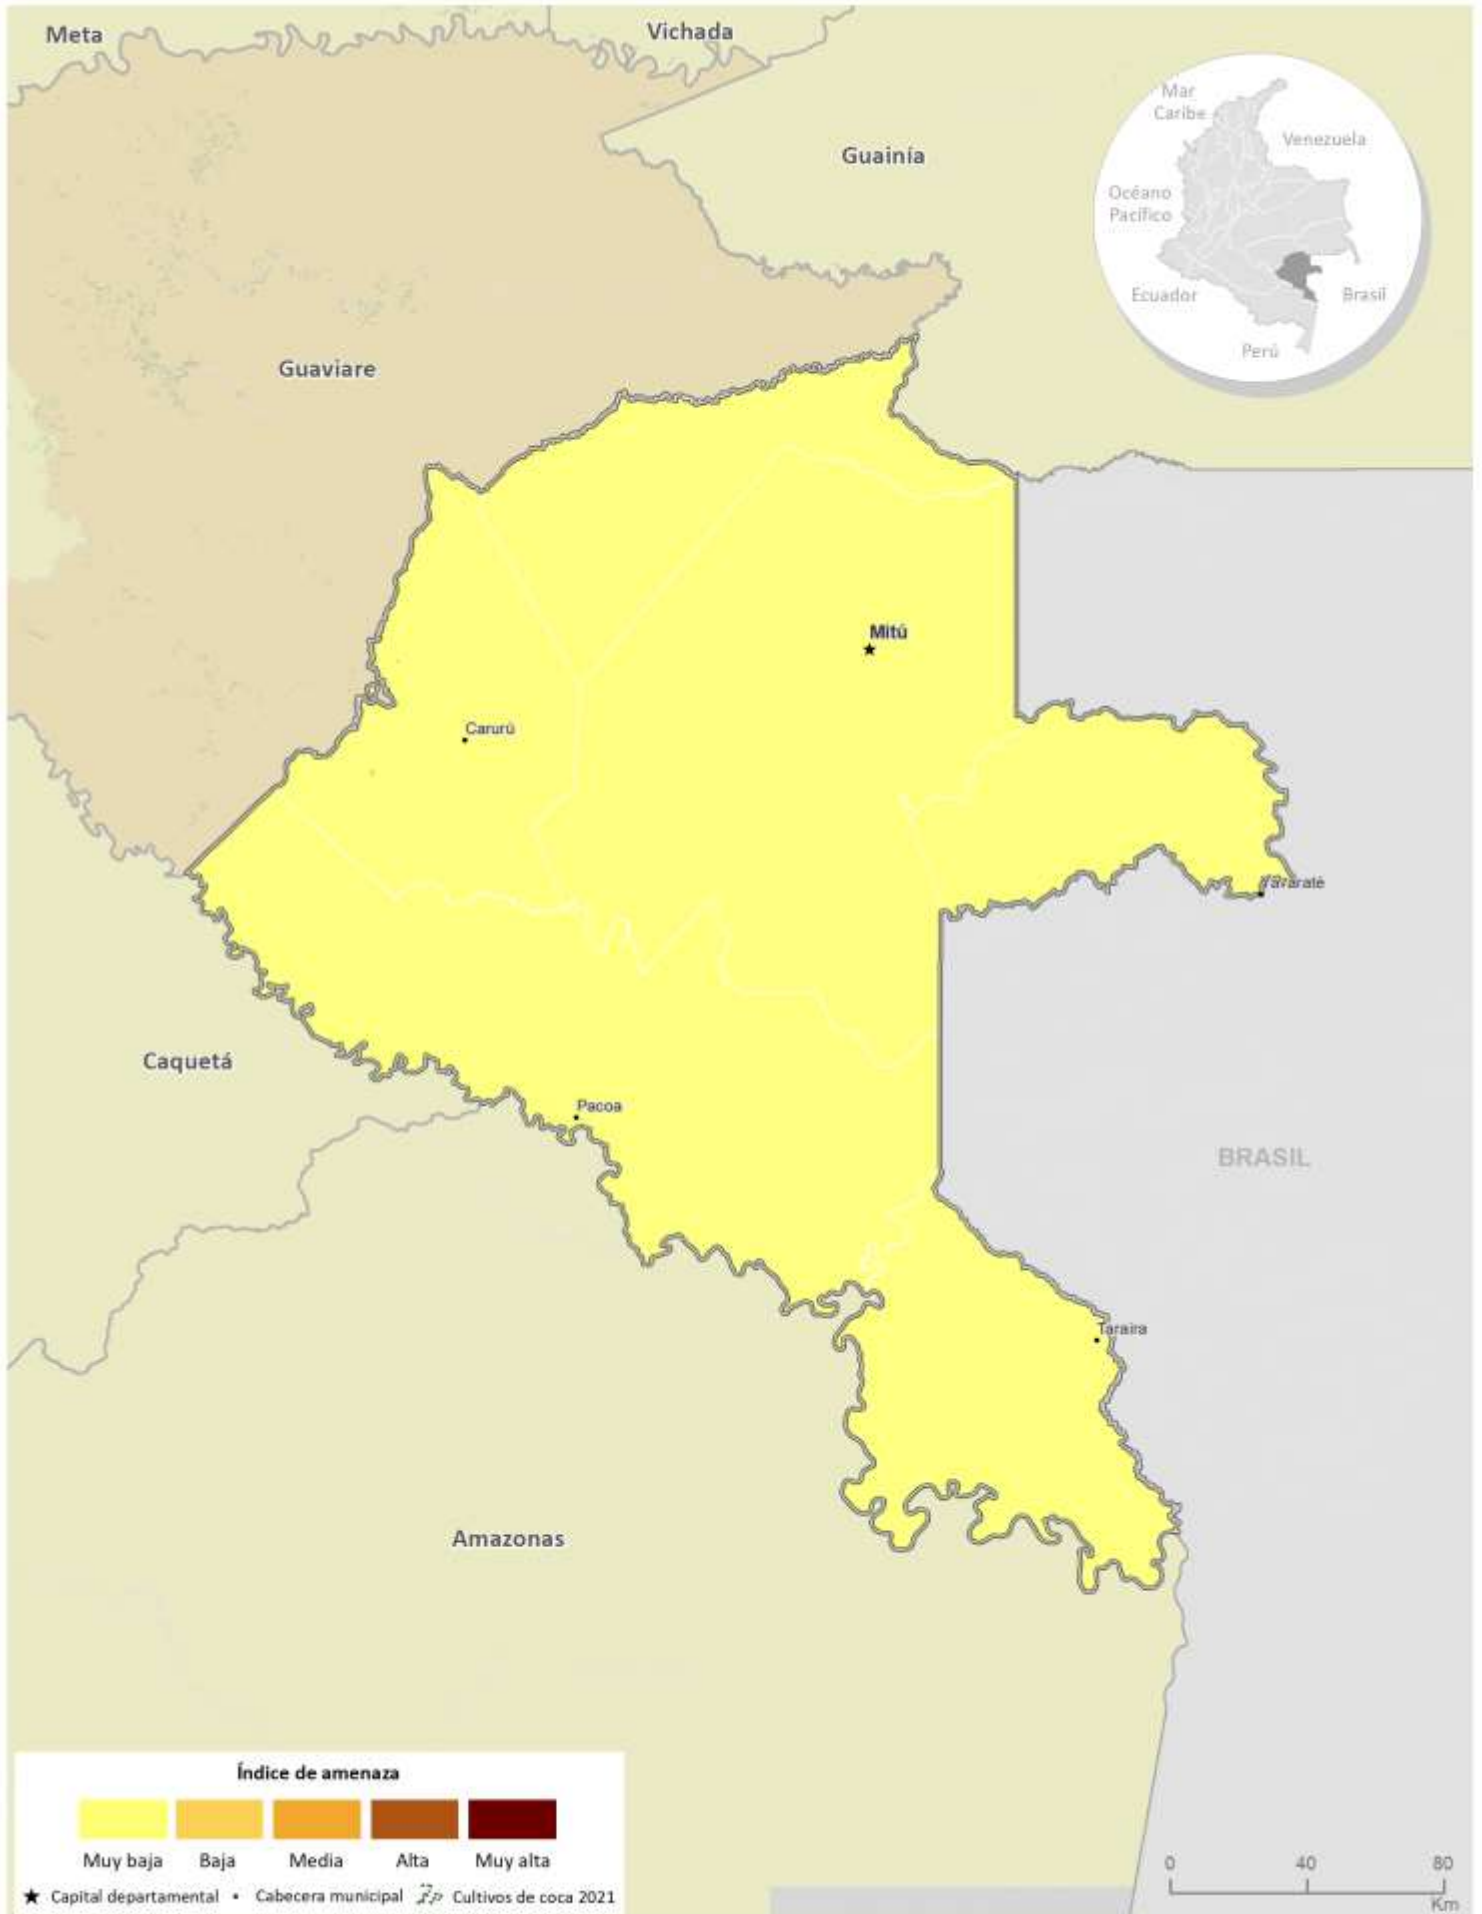 Meta
Vichada
Mar
Caribe
Venezuela
Guainía
Océano
Pacífico
Ecuador
Brasil
Perú
Guaviare
Mitú
Carurú
Yavaraté
Caquetá
Pacoa
BRASIL
Taraira
Amazonas
Índice de amenaza
Muy baja Baja Media Alta Muy alta
Capital departamental Cabecera municipal Cultivos de coca 2021
0 40 80
Km